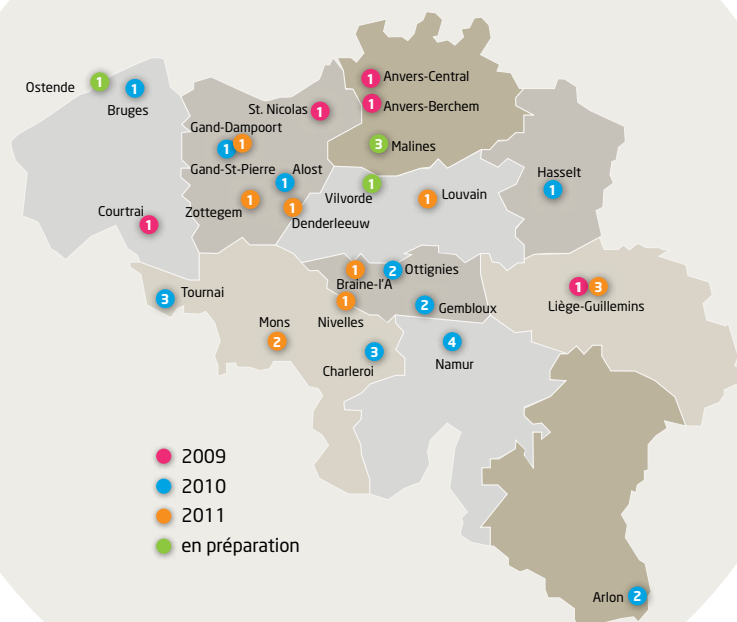 Anvers-Central
1
Ostende
1
1
Bruges
St. Nicolas
1
1
Anvers-Berchem
Gand-Dampoort
1
1
3
Malines
Gand-St-Pierre
Alost
1
Hasselt
1
Vilvorde
1
Louvain
1
Zottegem
1
1
Denderleeuw
Courtrai
1
1
2
Ottignies
Braine-l'A
1
Nivelles
2
Gembloux
1
3
Liège-Guillemins
3
Tournai
Mons
2
Charleroi
3
4
Namur
2009
2010
2011
en préparation
Arlon
2